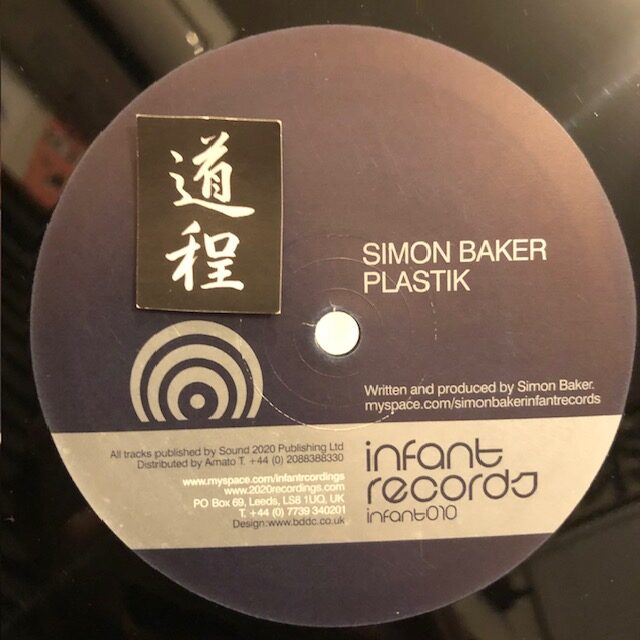 道
程
SIMON BAKER
PLASTIK
Written and produced by Simon Baker.
myspace.com/simonbakerinfantrecords
All tracks published by Sound 2020 Publishing Ltd
Distributed by Amato T. +44 (0) 2088388330
www.myspace.com/infantrcordings
www.2020recordings.com
PO Box 69, Leeds, LS8 1UQ, UK
T. +44 (0) 7739 340201
Design:www.bddc.co.uk
infant
records
infant010